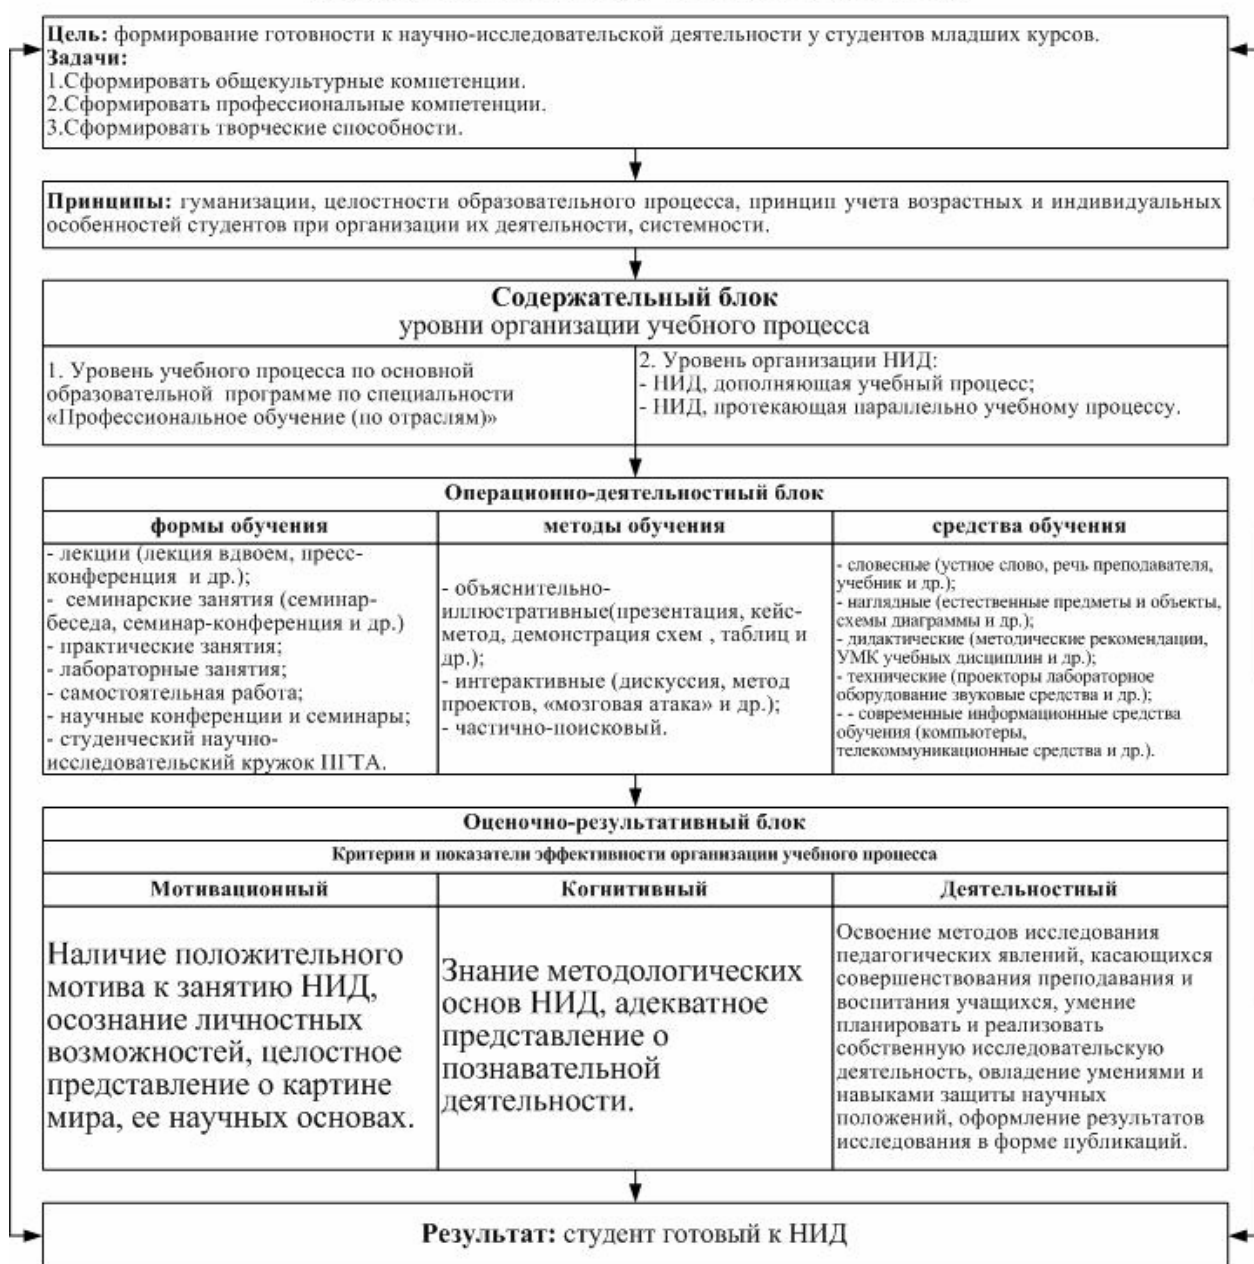 Цель: формирование готовности к научно-исследовательской деятельности у студентов младших курсов.
Задачи:
1.Сформировать общекультурные компетенции.
2.Сформировать профессиональные компетенции.
3.Сформировать творческие способности.
Принципы: гуманизации, целостности образовательного процесса, принцип учета возрастных и индивидуальных
особенностей студентов при организации их деятельности, системности.
Содержательный блок
уровни организации учебного процесса
1. Уровень учебного процесса по основной
образовательной программе по специальности
«Профессиональное обучение (по отраслям)»
2. Уровень организации НИД:
- НИД, дополняющая учебный процесс;
- НИД, протекающая параллельно учебному процессу.
Операционно-деятельностный блок
формы обучения
- лекции (лекция вдвоем, пресс-
конференция и др.);
- семинарские занятия (семинар-
беседа, семинар-конференция и др.)
- практические занятия;
- лабораторные занятия;
- самостоятельная работа;
- научные конференции и семинары;
- студенческий научно-
исследовательский кружок ШГТА.
методы обучения
- объяснительно-
иллюстративные(презентация, кейс-
метод, демонстрация схем , таблиц и
др.);
- интерактивные (дискуссия, метод
проектов, «мозговая атака» и др.);
- частично-поисковый.
средства обучения
- словесные (устное слово, речь преподавателя,
учебник и др.);
- наглядные (естественные предметы и объекты,
схемы диаграммы и др.);
- дидактические (методические рекомендации,
УМК учебных дисциплин и др.);
- технические (проекторы лабораторное
оборудование звуковые средства и др.);
- - современные информационные средства
обучения (компьютеры,
телекоммуникационные средства и др.).
Оценочно-результативный блок
Критерии и показатели эффективности организации учебного процесса
Мотивационный
Наличие положительного
мотива к занятию НИД,
осознание личностных
возможностей, целостное
представление о картине
мира, ее научных основах.
Когнитивный
Знание методологических
основ НИД, адекватное
представление о
познавательной
деятельности.
Деятельностный
Освоение методов исследования
педагогических явлений, касающихся
совершенствования преподавания и
воспитания учащихся, умение
планировать и реализовать
собственную исследовательскую
деятельность, овладение умениями и
навыками защиты научных
положений, оформление результатов
исследования в форме публикаций.
Результат: студент готовый к НИД